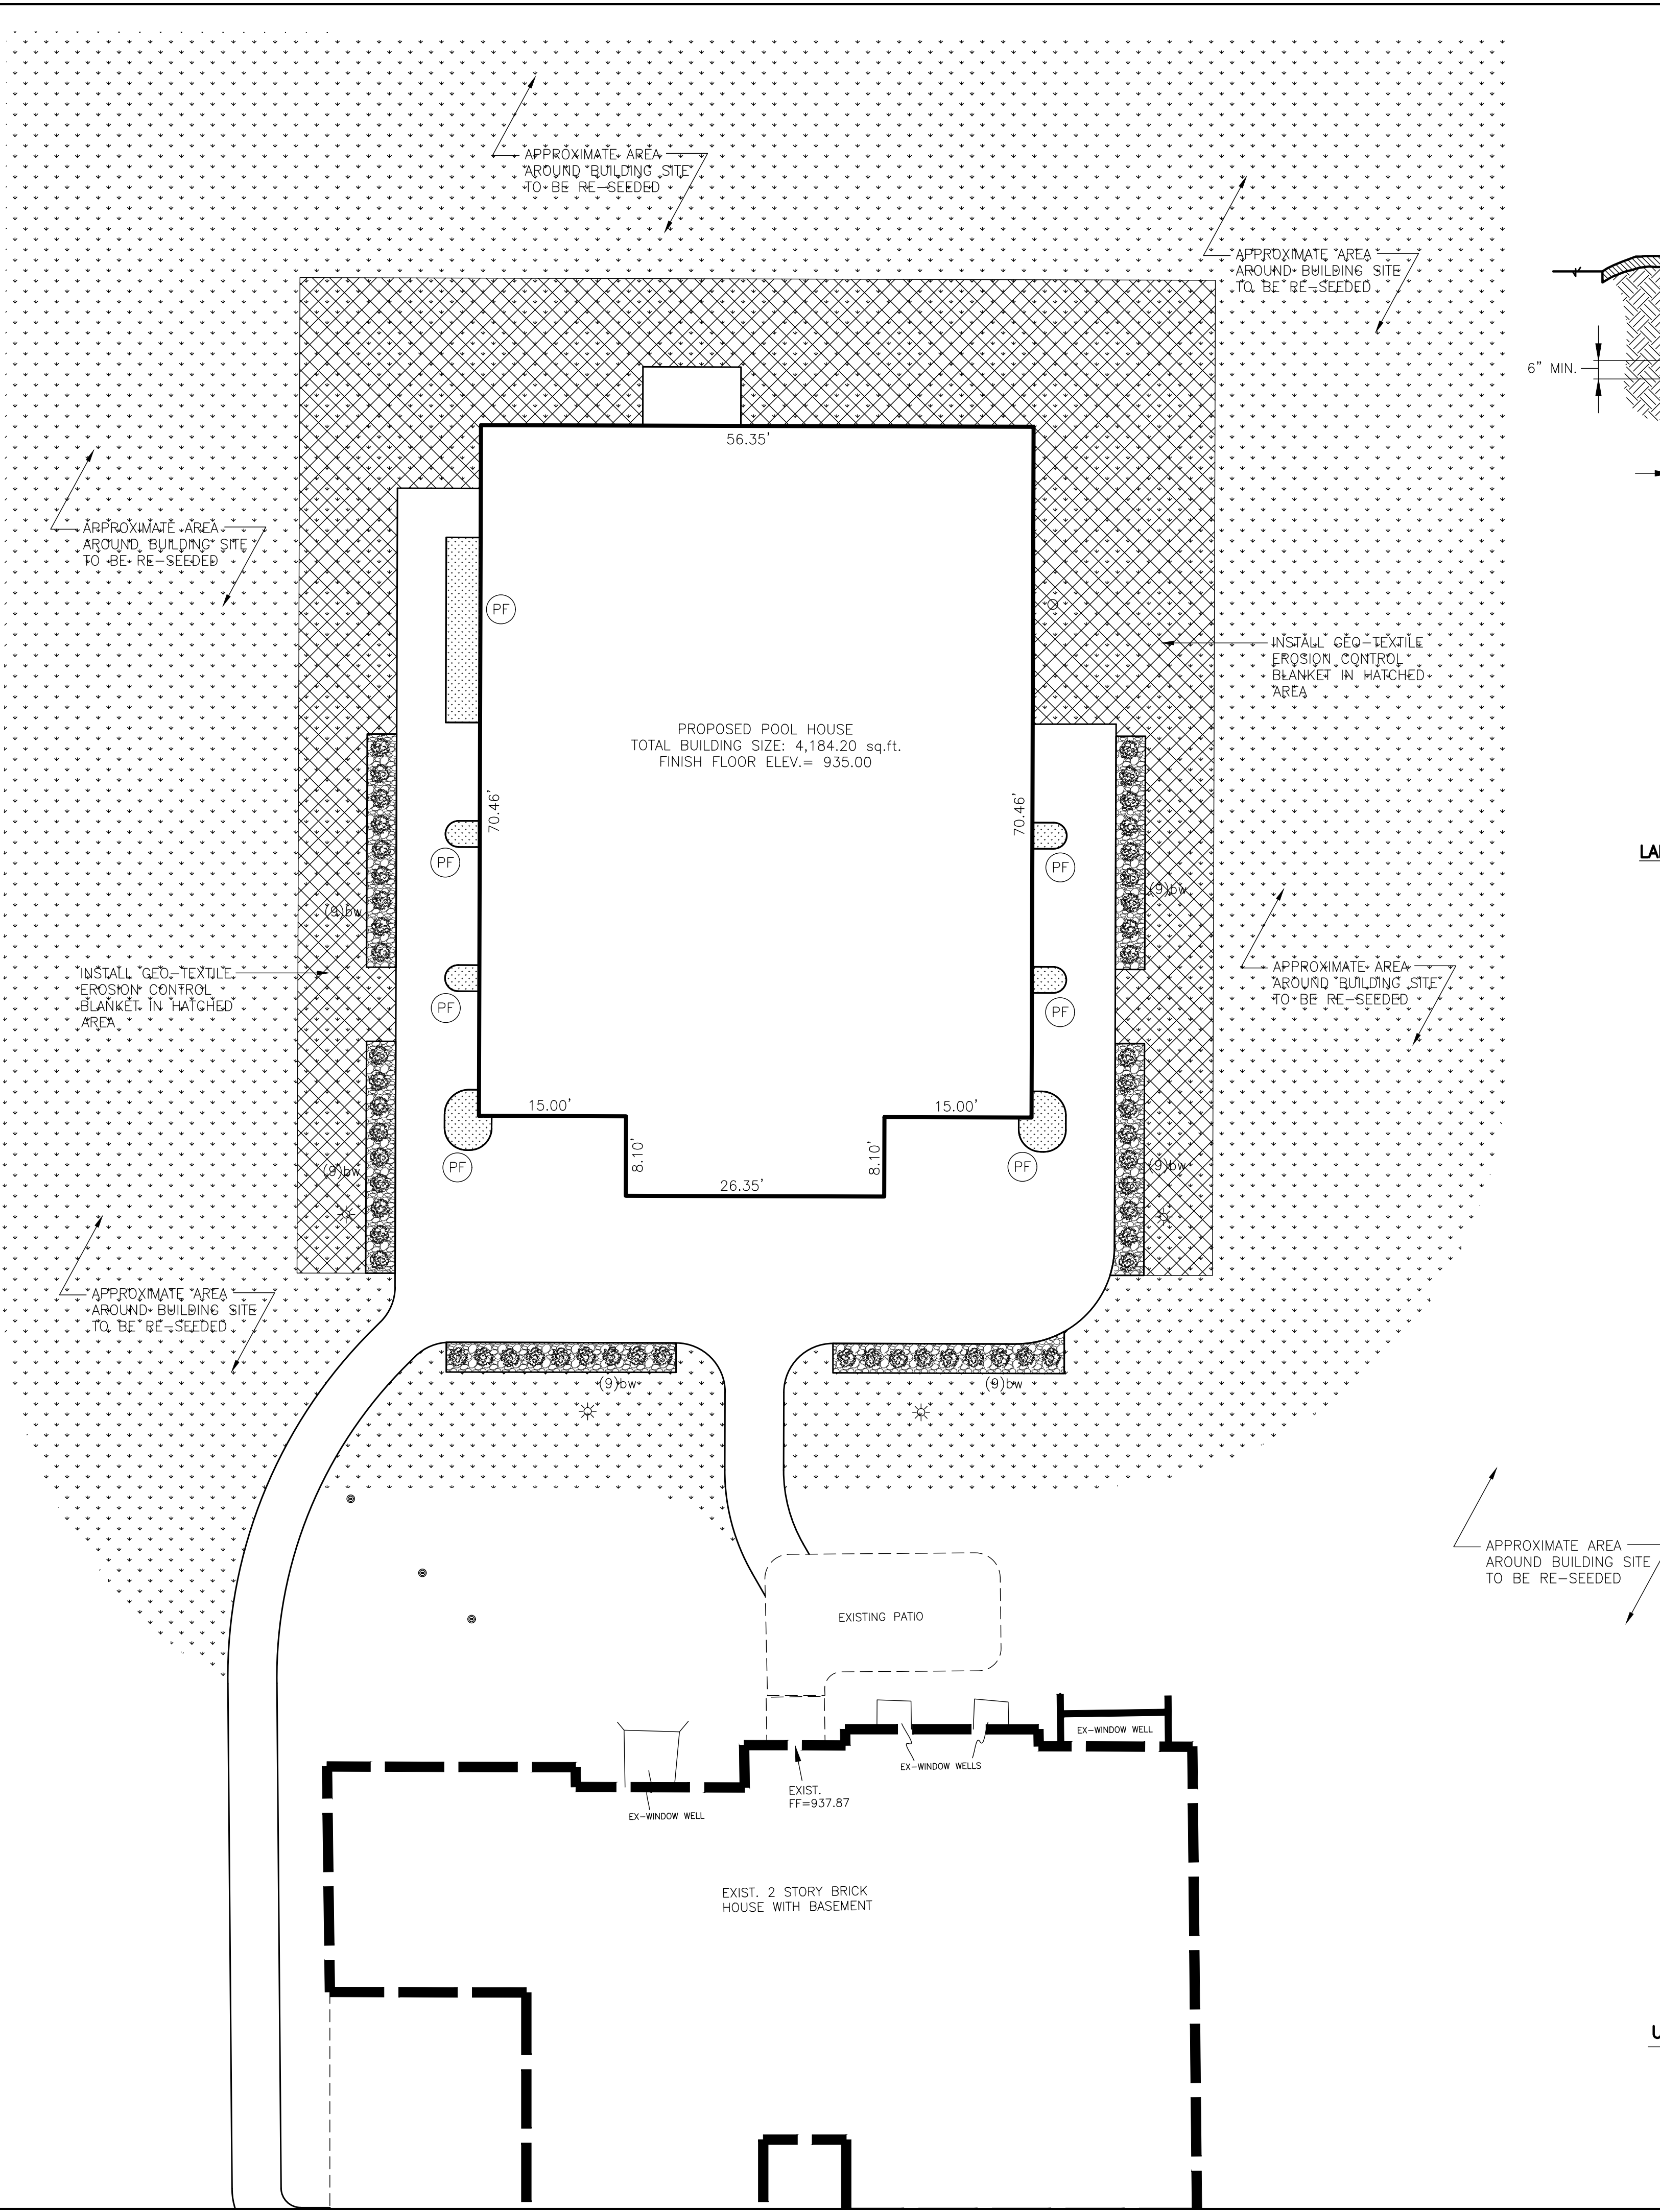 APPROXIMATE AREA
AROUND BUILDING SITE
TO BE RE-SEEDED
APPROXIMATE AREA
AROUND BUILDING SITE
TO BE RE-SEEDED
6" MIN.
56.35'
APPROXIMATE AREA
AROUND BUILDING SITE
TO BE RE-SEEDED
PF
INSTALL GEO-TEXTILE
EROSION CONTROL
BLANKET IN HATCHED
AREA
PROPOSED POOL HOUSE
TOTAL BUILDING SIZE: 4,184.20 sq.ft.
FINISH FLOOR ELEV.= 935.00
70.46'
70.46'
PF
PF
(9)bw
(9)bw
INSTALL GEO-TEXTILE
EROSION CONTROL
BLANKET IN HATCHED
AREA
APPROXIMATE AREA
AROUND BUILDING SITE
TO BE RE-SEEDED
PF
PF
15.00'
15.00'
8.10'
8.10'
PF
PF
(9)bw
(9)bw
26.35'
APPROXIMATE AREA
AROUND BUILDING SITE
TO BE RE-SEEDED
(9)bw
(9)bw
APPROXIMATE AREA
AROUND BUILDING SITE
TO BE RE-SEEDED
EXISTING PATIO
EX-WINDOW WELL
EX-WINDOW WELLS
EXIST.
FF=937.87
EX-WINDOW WELL
EXIST. 2 STORY BRICK
HOUSE WITH BASEMENT